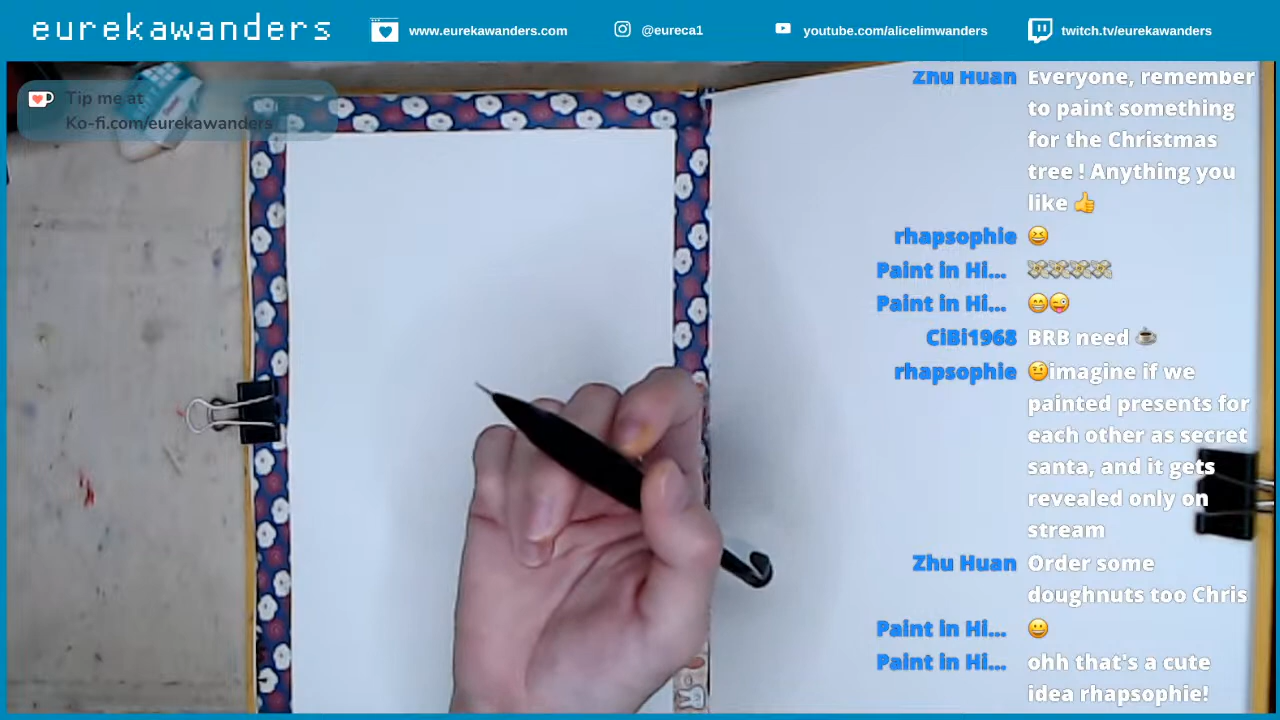 eurekawanders
www.eurekawanders.com
@eureca1
youtube.com/alicelimwanders
twitch.tv/eurekawanders
Tip me at
Ko-fi.com/eurekawanders
Zhu Huan Everyone, remember
to paint something
for the Christmas
tree ! Anything you
like 👍
rhapsophie 😆
Paint in Hi... 💸💸💸💸
Paint in Hi... 😁😜
CiBi1968 BRB need ☕
rhapsophie 🤨imagine if we
painted presents for
each other as secret
santa, and it gets
revealed only on
stream
Zhu Huan Order some
doughnuts too Chris
Paint in Hi... 😀
Paint in Hi... ohh that's a cute
idea rhapsophie!